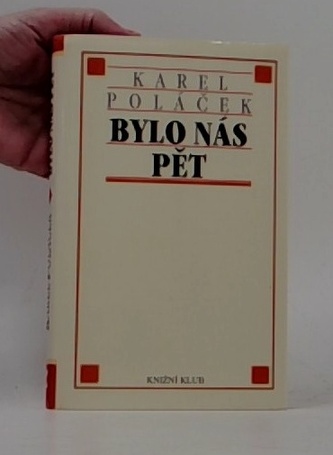 KAREL
POLÁČEK
BYLO NÁS
PĚT
KNIŽNÍ KLUB